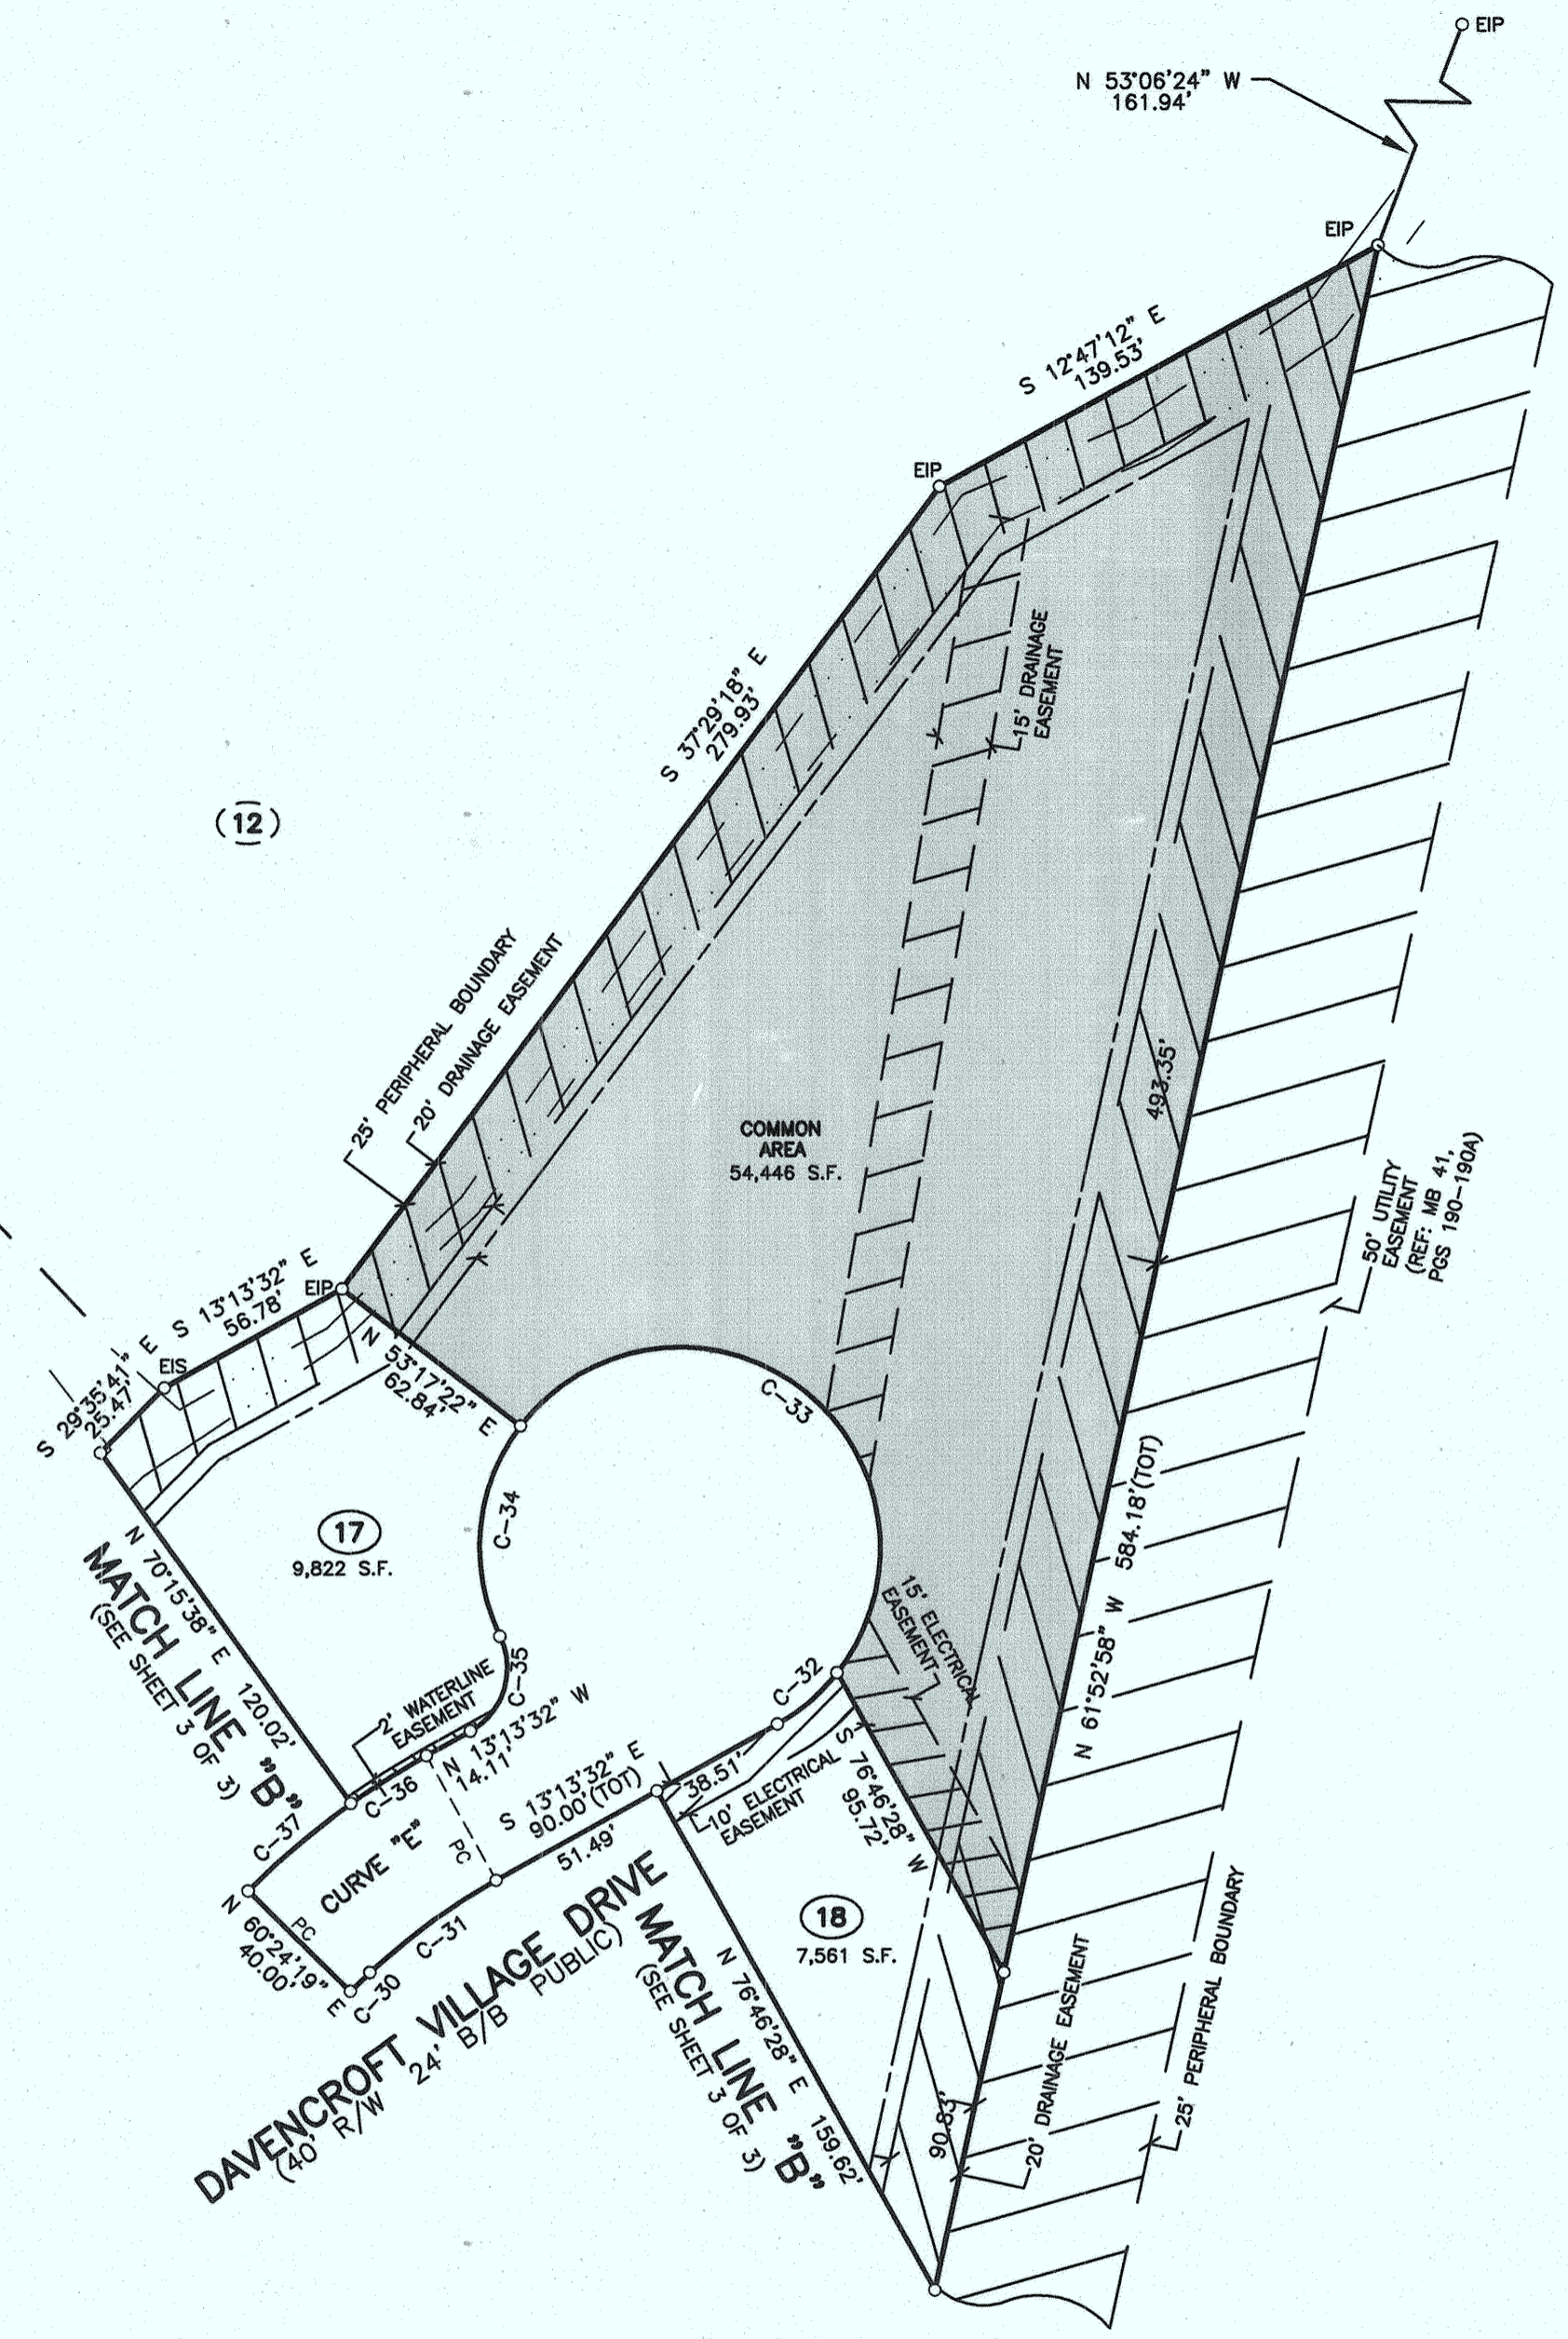 EIP
N 53°06'24" W
161.94'
EIP
S 12°47'12" E
139.53'
EIP
15' DRAINAGE
EASEMENT
S 37°29'18" E
279.93'
(12)
25' PERIPHERAL BOUNDARY
20' DRAINAGE EASEMENT
COMMON
AREA
54,446 S.F.
493.35'
50' UTILITY
EASEMENT
(REF: MB 41,
PGS 190-190A)
S 13°13'32" E
56.78'
EIP
EIS
S 29°35'41" E
25.47'
N 53°17'22" E
62.84'
C-33
C-34
17
9,822 S.F.
N 70°15'38" E 120.02'
MATCH LINE "B"
(SEE SHEET 3 OF 3)
15' ELECTRICAL
EASEMENT
N 61°52'58" W 584.18'(TOT)
2' WATERLINE
EASEMENT
C-35
C-32
N 13°13'32" W
14.11'
C-36
C-37
CURVE "E"
PC
PC
S 13°13'32" E
90.00'(TOT)
38.51'
51.49'
10' ELECTRICAL
EASEMENT
S 76°46'28" W
95.72'
N 60°24'19" E
40.00'
C-30
C-31
DAVENCROFT VILLAGE DRIVE
(40' R/W 24' B/B PUBLIC)
18
7,561 S.F.
N 76°46'28" E 159.62'
MATCH LINE "B"
(SEE SHEET 3 OF 3)
90.83'
20' DRAINAGE EASEMENT
25' PERIPHERAL BOUNDARY